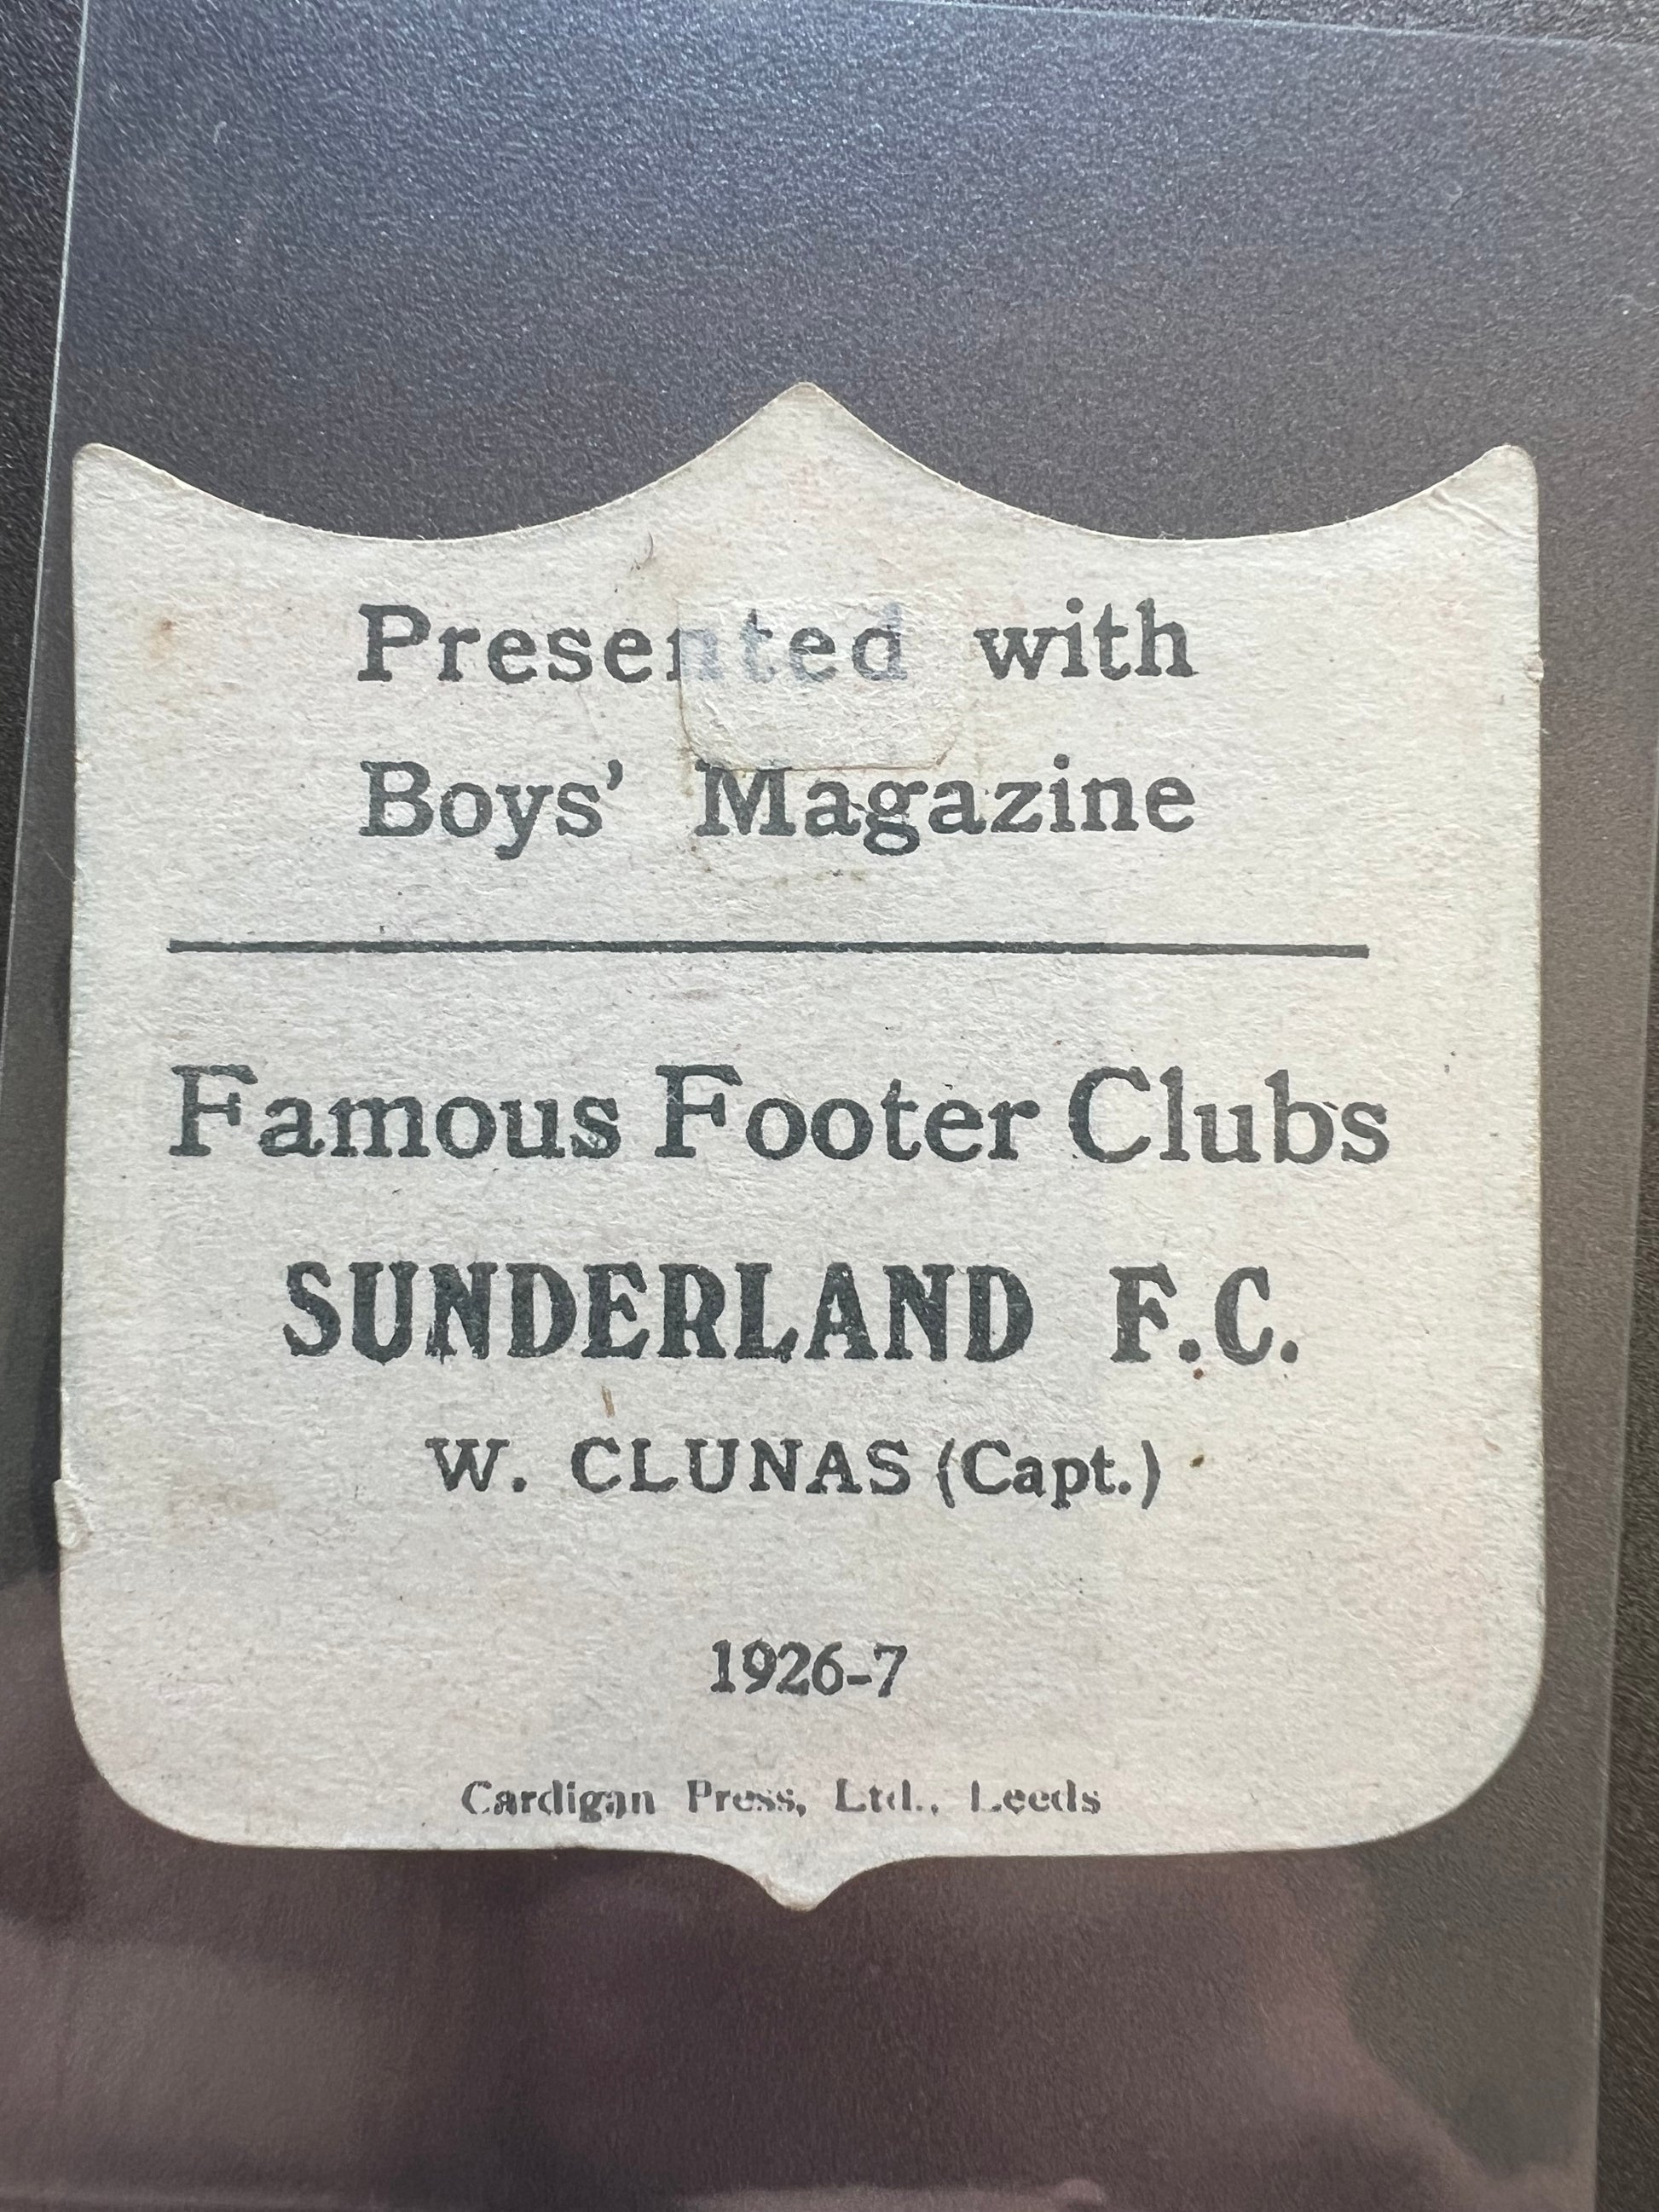 Presented with
Boys' Magazine
Famous Footer Clubs
SUNDERLAND F.C.
W. CLUNAS (Capt.)
1926-7
Cardigan Press, Ltd., Leeds